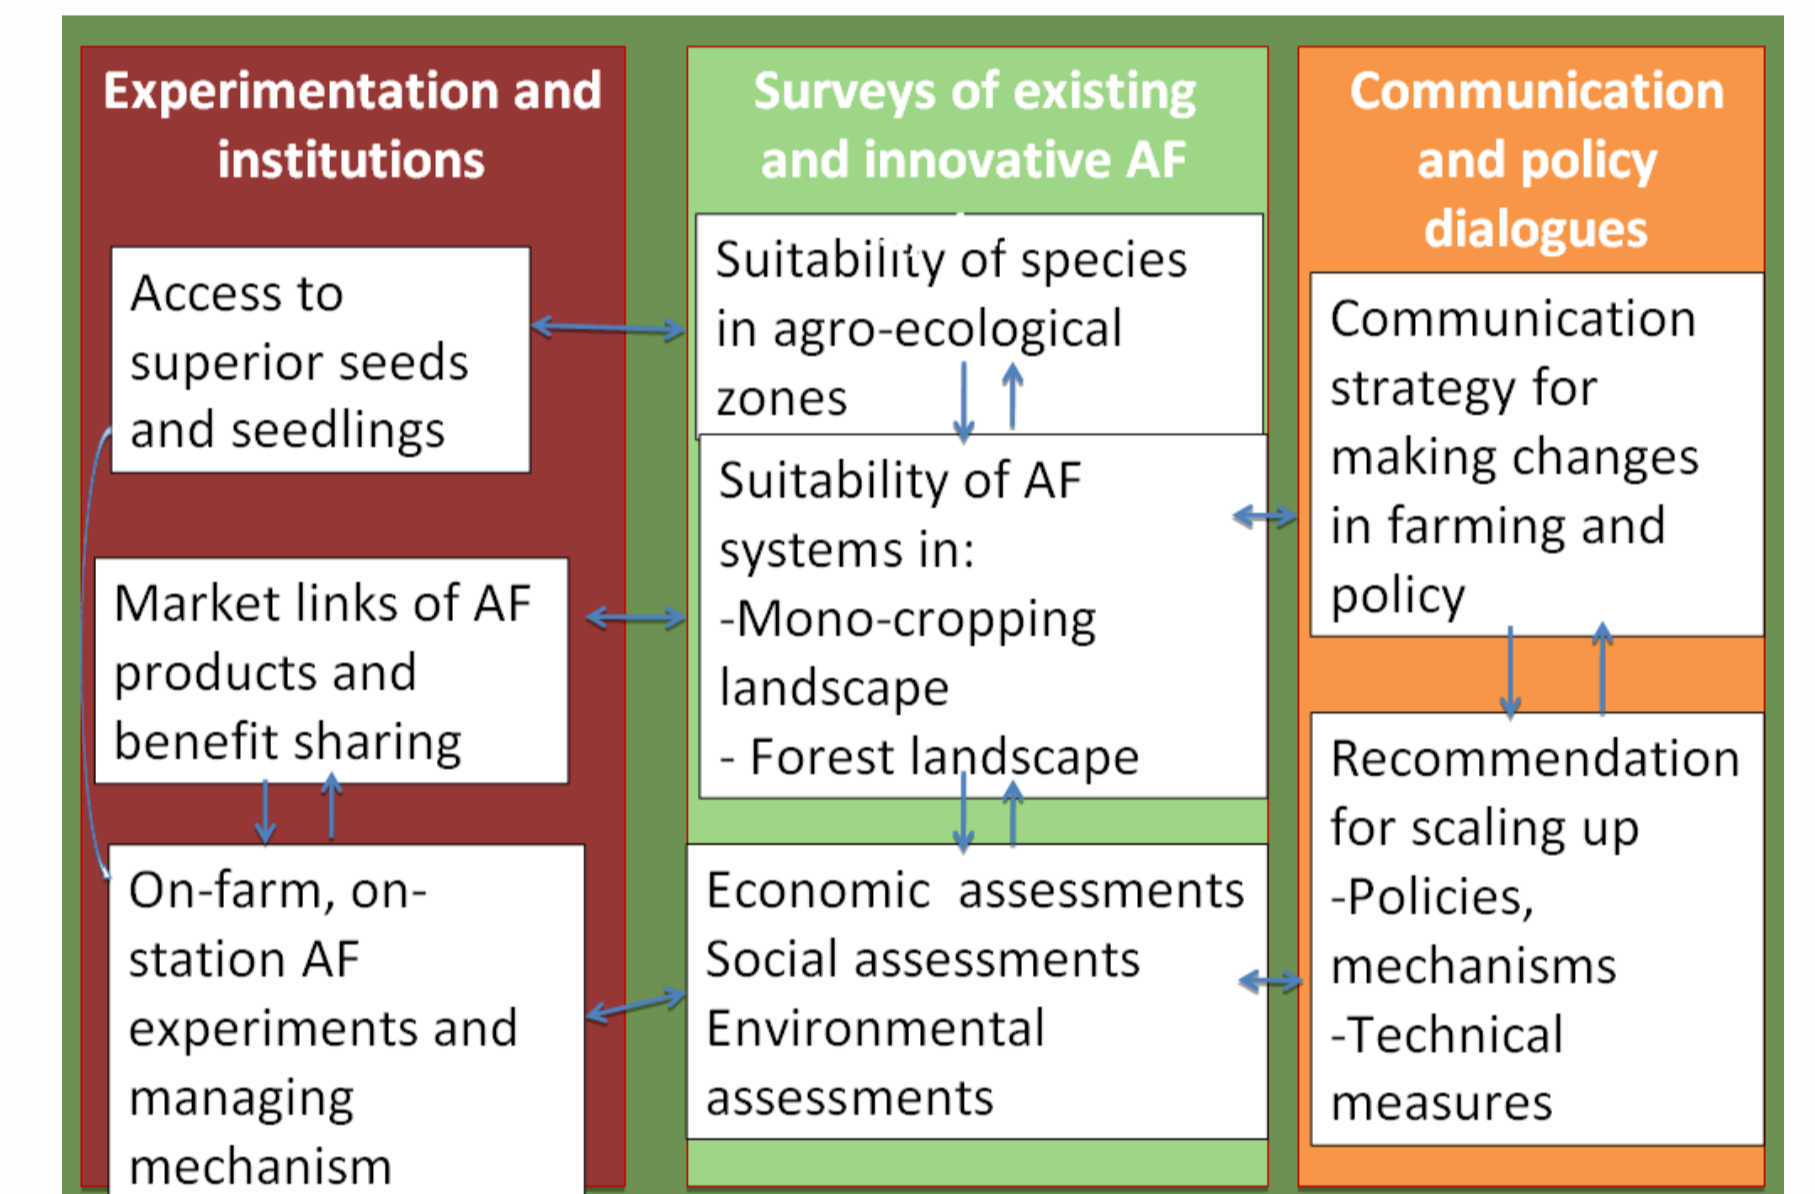 Experimentation and
institutions
Access to
superior seeds
and seedlings
Market links of AF
products and
benefit sharing
On-farm, on-
station AF
experiments and
managing
mechanism
Surveys of existing
and innovative AF
Suitability of species
in agro-ecological
zones
Suitability of AF
systems in:
-Mono-cropping
landscape
- Forest landscape
Economic  assessments
Social assessments
Environmental
assessments
Communication
and policy
dialogues
Communication
strategy for
making changes
in farming and
policy
Recommendation
for scaling up
-Policies,
mechanisms
-Technical
measures